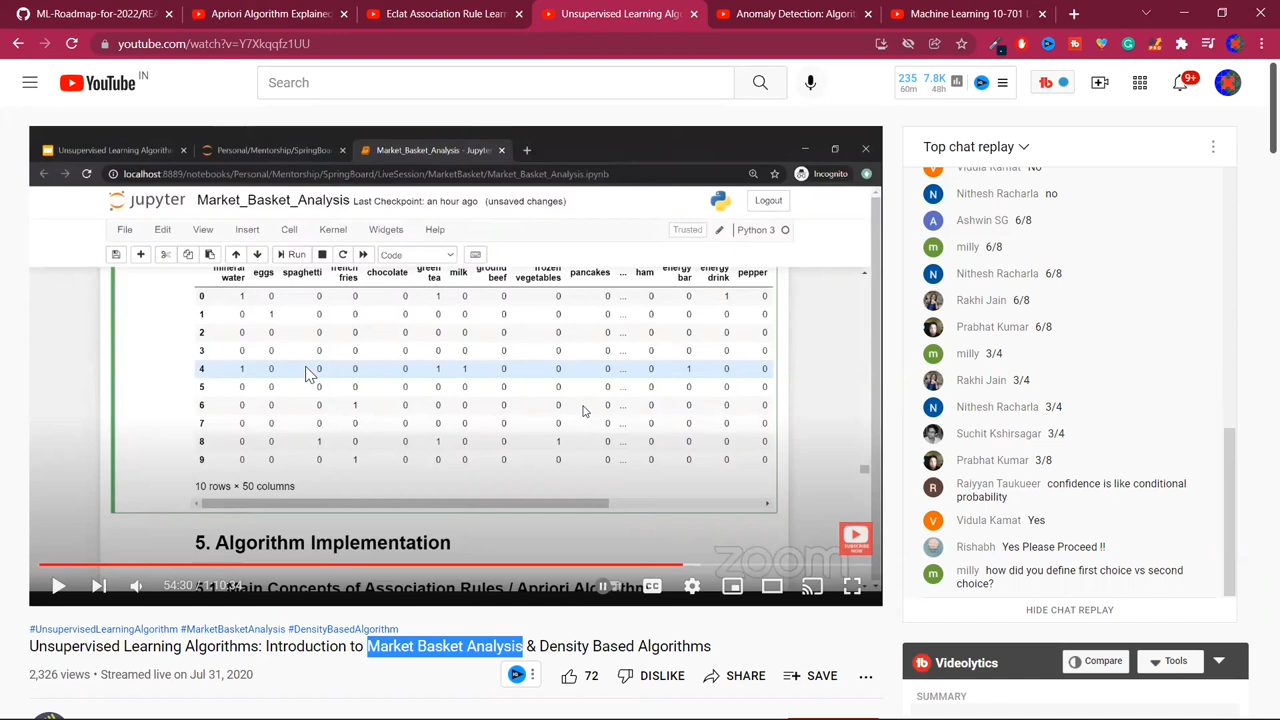 ML-Roadmap-for-2022/REA
Apriori Algorithm Explained
Eclat Association Rule Lear
Unsupervised Learning Algo
Anomaly Detection: Algorit
Machine Learning 10-701 L
youtube.com/watch?v=Y7Xkqqfz1UU
YouTube IN
Search
235 7.8K
60m 48h
9+
Unsupervised Learning Algorithm
Personal/Mentorship/SpringBoa
Market_Basket_Analysis - Jupyter
localhost:8889/notebooks/Personal/Mentorship/SpringBoard/LiveSession/MarketBasket/Market_Basket_Analysis.ipynb
Incognito
jupyter Market_Basket_Analysis Last Checkpoint: an hour ago (unsaved changes)
Logout
File Edit View Insert Cell Kernel Widgets Help
Trusted
Python 3
Run
Code
mineral water eggs spaghetti french fries chocolate green tea milk ground beef frozen vegetables pancakes ... ham energy bar energy drink pepper
0 1 0 0 0 0 1 0 0 0 0 ... 0 0 1 0
1 0 1 0 0 0 0 0 0 0 0 ... 0 0 0 0
2 0 0 0 0 0 0 0 0 0 0 ... 0 0 0 0
3 0 0 0 0 0 0 0 0 0 0 ... 0 0 0 0
4 1 0 0 0 0 1 1 0 0 0 ... 0 1 0 0
5 0 0 0 0 0 0 0 0 0 0 ... 0 0 0 0
6 0 0 0 1 0 0 0 0 0 0 ... 0 0 0 0
7 0 0 0 0 0 0 0 0 0 0 ... 0 0 0 0
8 0 0 1 0 0 1 0 0 1 0 ... 0 0 0 0
9 0 0 0 1 0 0 0 0 0 0 ... 0 0 0 0
10 rows × 50 columns
5. Algorithm Implementation
Main Concepts of Association Rules / Apriori Algorithm
zoom
SUBSCRIBE NOW
54:30 /
CC
#UnsupervisedLearningAlgorithm #MarketBasketAnalysis #DensityBasedAlgorithm
Unsupervised Learning Algorithms: Introduction to Market Basket Analysis & Density Based Algorithms
2,326 views • Streamed live on Jul 31, 2020
72
DISLIKE
SHARE
SAVE
Top chat replay
Vidula Kamat No
Nithesh Racharla no
Ashwin SG 6/8
milly 6/8
Nithesh Racharla 6/8
Rakhi Jain 6/8
Prabhat Kumar 6/8
milly 3/4
Rakhi Jain 3/4
Nithesh Racharla 3/4
Suchit Kshirsagar 3/4
Prabhat Kumar 3/8
Raiyyan Taukueer confidence is like conditional
probability
Vidula Kamat Yes
Rishabh Yes Please Proceed !!
milly how did you define first choice vs second
choice?
HIDE CHAT REPLAY
Videolytics
Compare
Tools
SUMMARY